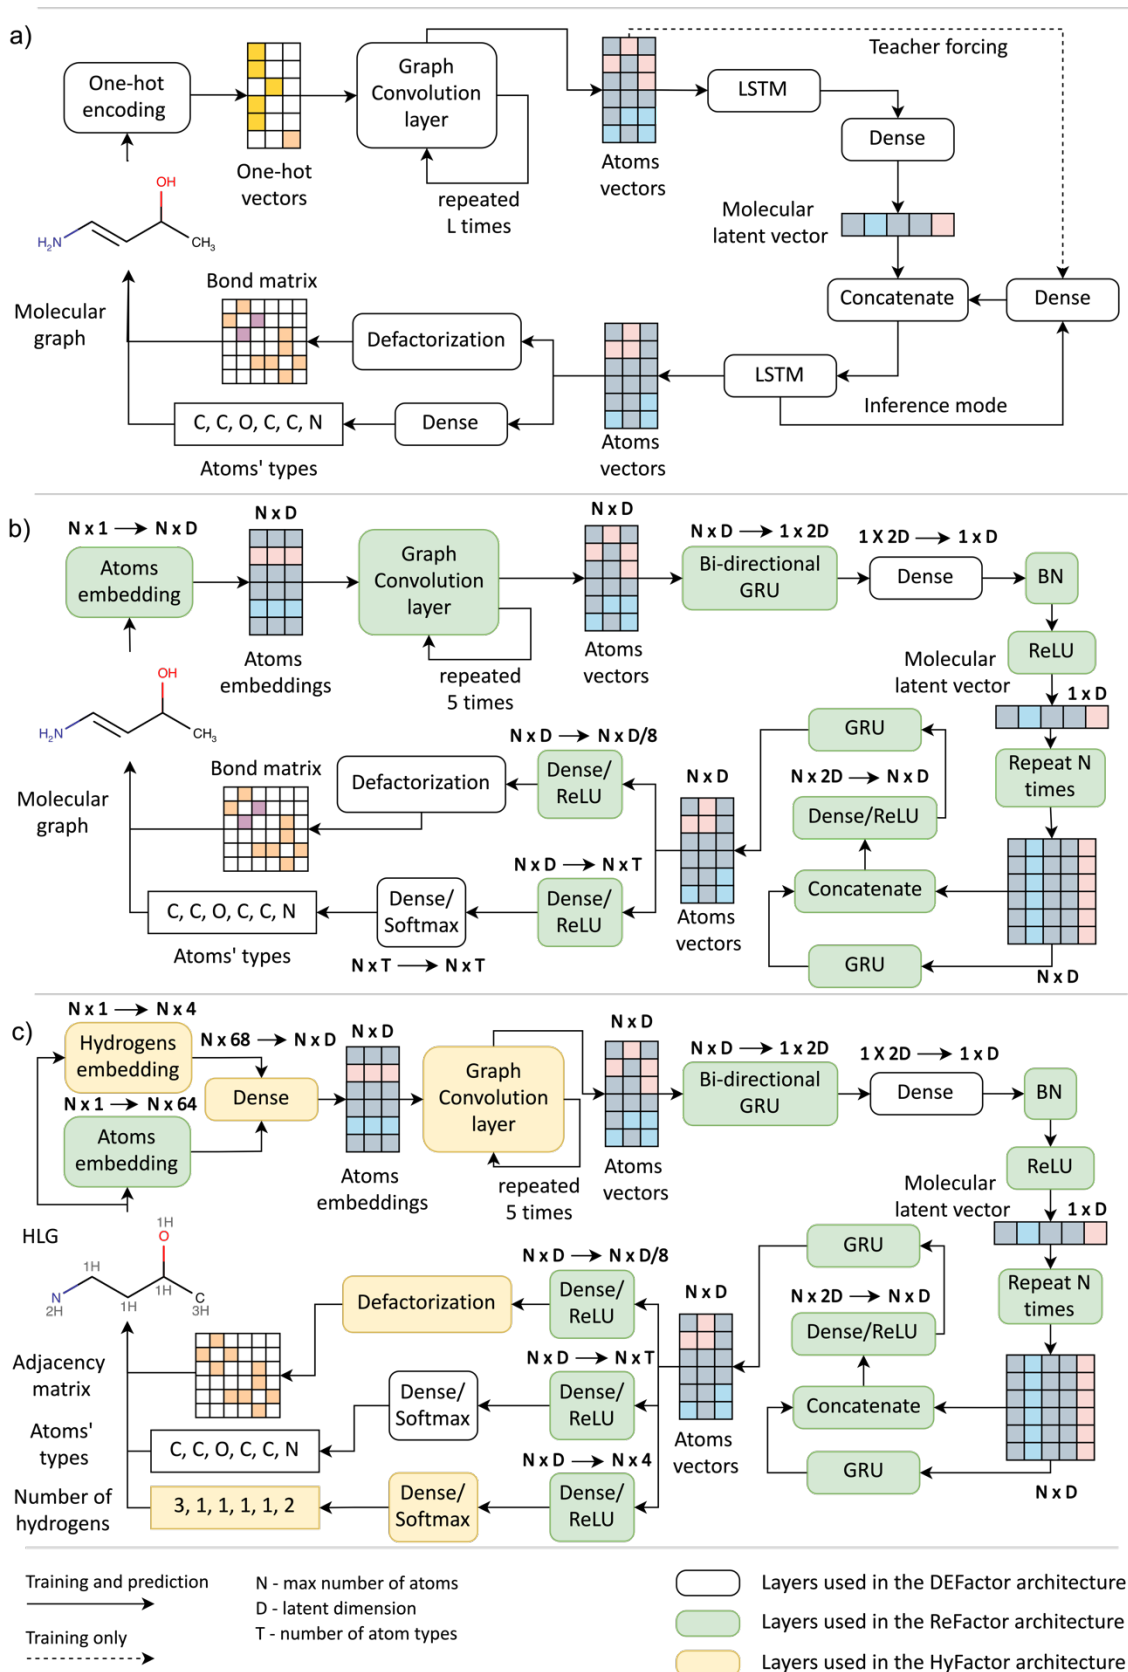 a)
One-hot
encoding
One-hot
vectors
Graph
Convolution
layer
repeated
L times
Atoms
vectors
Teacher forcing
LSTM
Dense
Molecular
latent vector
Concatenate
Dense
LSTM
Inference mode
Atoms
vectors
OH
H₂N
CH₃
Molecular
graph
Bond matrix
Defactorization
C, C, O, C, C, N
Dense
Atoms' types
b)
N x 1 → N x D
Atoms
embedding
N x D
Atoms
embeddings
Graph
Convolution
layer
repeated
5 times
N x D
Atoms
vectors
N x D → 1 x 2D
Bi-directional
GRU
1 X 2D → 1 x D
Dense
BN
ReLU
Molecular
latent vector
1 x D
Repeat N
times
GRU
N x 2D → N x D
Dense/ReLU
Concatenate
GRU
N x D
N x D
Atoms
vectors
N x D → N x D/8
Dense/
ReLU
Defactorization
Bond matrix
OH
H₂N
CH₃
Molecular
graph
N x D → N x T
Dense/
ReLU
Dense/
Softmax
N x T → N x T
C, C, O, C, C, N
Atoms' types
c)
N x 1 → N x 4
Hydrogens
embedding
N x 1 → N x 64
Atoms
embedding
N x 68 → N x D
Dense
N x D
Atoms
embeddings
Graph
Convolution
layer
repeated
5 times
N x D
Atoms
vectors
N x D → 1 x 2D
Bi-directional
GRU
1 X 2D → 1 x D
Dense
BN
ReLU
Molecular
latent vector
1 x D
Repeat N
times
GRU
N x 2D → N x D
Dense/ReLU
Concatenate
GRU
N x D
N x D
Atoms
vectors
HLG
1H
O
1H
N
2H
1H
1H
C
3H
N x D → N x D/8
Dense/
ReLU
Defactorization
Adjacency
matrix
N x D → N x T
Dense/
ReLU
Dense/
Softmax
Atoms'
types
C, C, O, C, C, N
N x D → N x 4
Dense/
ReLU
Dense/
Softmax
Number of
hydrogens
3, 1, 1, 1, 1, 2
Training and prediction
Training only
N - max number of atoms
D - latent dimension
T - number of atom types
Layers used in the DEFactor architecture
Layers used in the ReFactor architecture
Layers used in the HyFactor architecture